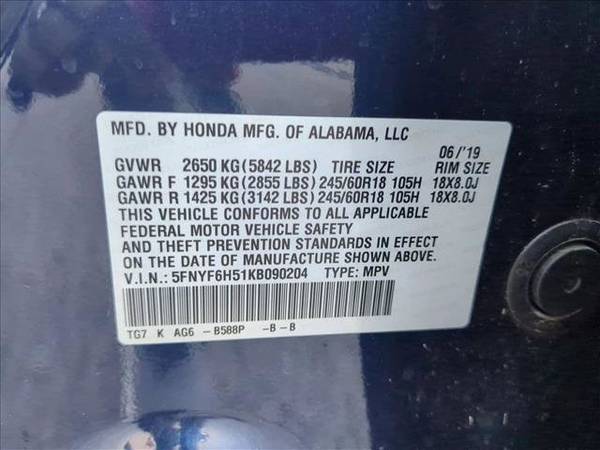 MFD. BY HONDA MFG. OF ALABAMA, LLC
06/'19
GVWR 2650 KG(5842 LBS) TIRE SIZE RIM SIZE
GAWR F 1295 KG(2855 LBS)245/60R18 105H 18X8.0J
GAWR R 1425 KG(3142 LBS)245/60R18 105H 18X8.0J
THIS VEHICLE CONFORMS TO ALL APPLICABLE
FEDERAL MOTOR VEHICLE SAFETY
AND THEFT PREVENTION STANDARDS IN EFFECT
ON THE DATE OF MANUFACTURE SHOWN ABOVE.
V.I.N.: 5FNYF6H51KB090204 TYPE: MPV
TG7 K AG6 -B588P -B-B